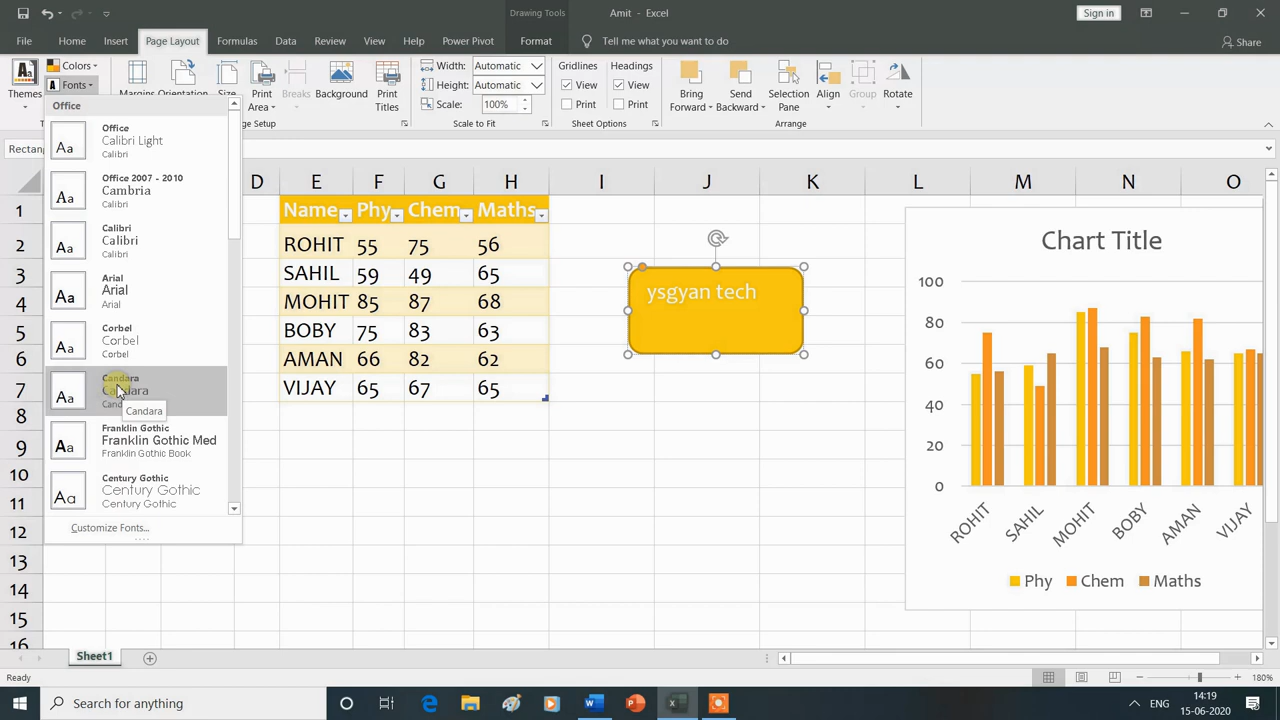 Drawing Tools
Amit - Excel
Sign in
File Home Insert Page Layout Formulas Data Review View Help Power Pivot Format Tell me what you want to do Share
Colors
Fonts
Themes
Margins Orientation Size Print Area Breaks Background Print Titles
Width: Automatic
Height: Automatic
Scale: 100%
Gridlines Headings
View View
Print Print
Bring Forward Send Backward Selection Pane Align Group Rotate
ge Setup Scale to Fit Sheet Options Arrange
Rectang
Office
Office
Calibri Light
Calibri
Office 2007 - 2010
Cambria
Calibri
Calibri
Calibri
Calibri
Arial
Arial
Arial
Corbel
Corbel
Corbel
Candara
Candara
Cand
Candara
Franklin Gothic
Franklin Gothic Med
Franklin Gothic Book
Century Gothic
Century Gothic
Century Gothic
Customize Fonts...
D E F G H I J K L M N O
1 Name Phy Chem Maths
2 ROHIT 55 75 56
3 SAHIL 59 49 65
4 MOHIT 85 87 68
5 BOBY 75 83 63
6 AMAN 66 82 62
7 VIJAY 65 67 65
8
9
10
11
12
13
14
15
16
ysgyan tech
Chart Title
100
80
60
40
20
0
ROHIT SAHIL MOHIT BOBY AMAN VIJAY
Phy Chem Maths
Sheet1
Ready
180%
Search for anything
ENG
14:19
15-06-2020